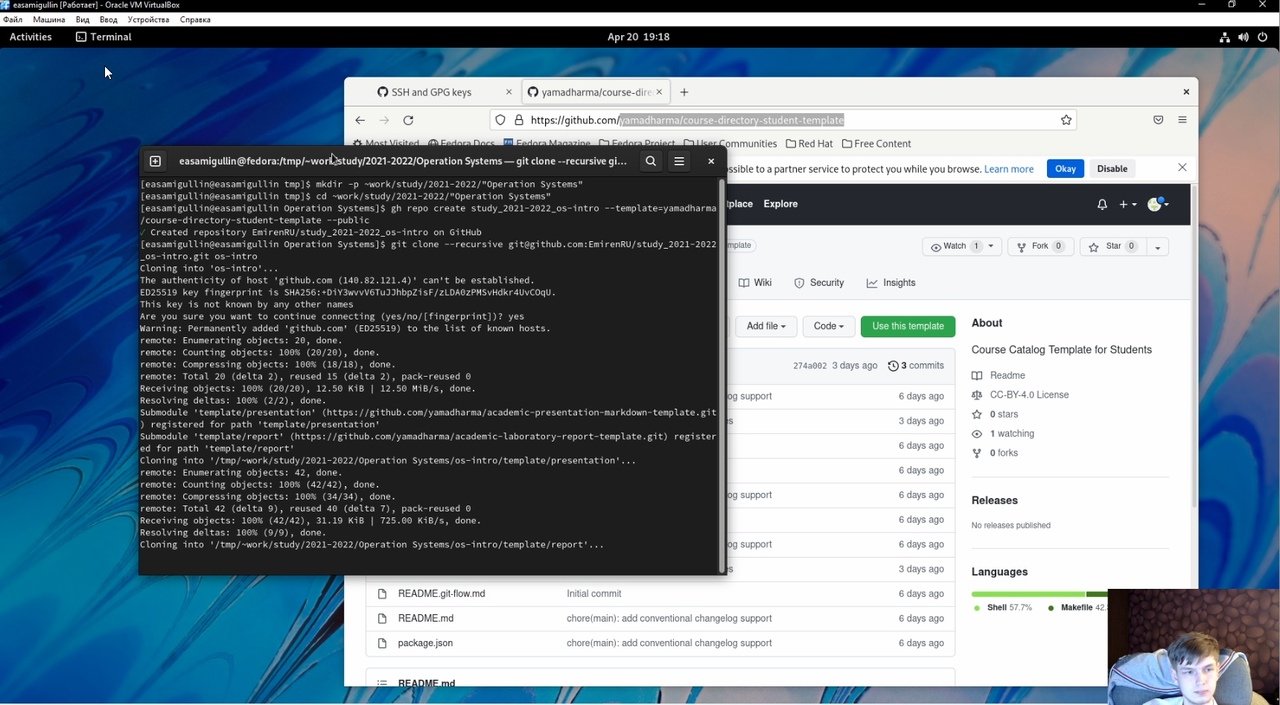 easamigullin [Работает] - Oracle VM VirtualBox
Файл Машина Вид Ввод Устройства Справка
Activities Terminal Apr 20 19:18
SSH and GPG keys yamadharma/course-dire
https://github.com/yamadharma/course-directory-student-template
Most Visited Fedora Docs Fedora Magazine Fedora Project User Communities Red Hat Free Content
easamigullin@fedora:/tmp/~work/study/2021-2022/Operation Systems — git clone --recursive gi...
possible to a partner service to protect you while you browse. Learn more Okay Disable
[easamigullin@easamigullin tmp]$ mkdir -p ~work/study/2021-2022/"Operation Systems"
[easamigullin@easamigullin tmp]$ cd ~work/study/2021-2022/"Operation Systems"
[easamigullin@easamigullin Operation Systems]$ gh repo create study_2021-2022_os-intro --template=yamadharma
/course-directory-student-template --public
✓ Created repository EmirenRU/study_2021-2022_os-intro on GitHub
[easamigullin@easamigullin Operation Systems]$ git clone --recursive git@github.com:EmirenRU/study_2021-2022
_os-intro.git os-intro
Cloning into 'os-intro'...
The authenticity of host 'github.com (140.82.121.4)' can't be established.
ED25519 key fingerprint is SHA256:+DiY3wvvV6TuJJhbpZisF/zLDA0zPMSvHdkr4UvCOqU.
This key is not known by any other names
Are you sure you want to continue connecting (yes/no/[fingerprint])? yes
Warning: Permanently added 'github.com' (ED25519) to the list of known hosts.
remote: Enumerating objects: 20, done.
remote: Counting objects: 100% (20/20), done.
remote: Compressing objects: 100% (18/18), done.
remote: Total 20 (delta 2), reused 15 (delta 2), pack-reused 0
Receiving objects: 100% (20/20), 12.50 KiB | 12.50 MiB/s, done.
Resolving deltas: 100% (2/2), done.
Submodule 'template/presentation' (https://github.com/yamadharma/academic-presentation-markdown-template.git
) registered for path 'template/presentation'
Submodule 'template/report' (https://github.com/yamadharma/academic-laboratory-report-template.git) register
ed for path 'template/report'
Cloning into '/tmp/~work/study/2021-2022/Operation Systems/os-intro/template/presentation'...
remote: Enumerating objects: 42, done.
remote: Counting objects: 100% (42/42), done.
remote: Compressing objects: 100% (34/34), done.
remote: Total 42 (delta 9), reused 40 (delta 7), pack-reused 0
Receiving objects: 100% (42/42), 31.19 KiB | 725.00 KiB/s, done.
Resolving deltas: 100% (9/9), done.
Cloning into '/tmp/~work/study/2021-2022/Operation Systems/os-intro/template/report'...
tplace Explore
mplate Watch 1 Fork 0 Star 0
Wiki Security Insights
Add file Code Use this template
274a002 3 days ago 3 commits
log support 6 days ago
es 3 days ago
6 days ago
6 days ago
log support 6 days ago
6 days ago
log support 6 days ago
es 3 days ago
README.git-flow.md Initial commit 6 days ago
README.md chore(main): add conventional changelog support 6 days ago
package.json chore(main): add conventional changelog support 6 days ago
README.md
About
Course Catalog Template for Students
Readme
CC-BY-4.0 License
0 stars
1 watching
0 forks
Releases
No releases published
Languages
Shell 57.7% Makefile 42.